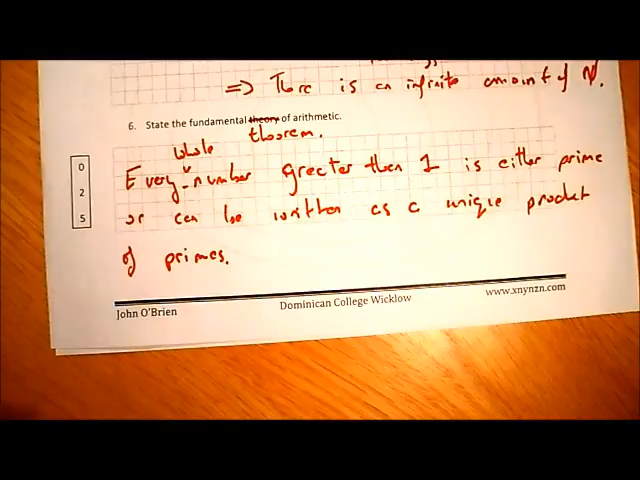 => There is an infinite amount of N.
6. State the fundamental theory of arithmetic.
theorem.
whole
0 Every number greater than 1 is either prime
2 or can be written as a unique product
5
of primes.
John O'Brien Dominican College Wicklow www.xnynzn.com